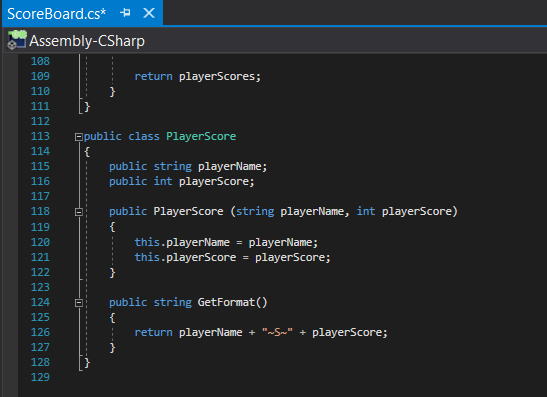 ScoreBoard.cs*
Assembly-CSharp
108
109 return playerScores;
110 }
111 }
112
113 public class PlayerScore
114 {
115 public string playerName;
116 public int playerScore;
117
118 public PlayerScore (string playerName, int playerScore)
119 {
120 this.playerName = playerName;
121 this.playerScore = playerScore;
122 }
123
124 public string GetFormat()
125 {
126 return playerName + "~S~" + playerScore;
127 }
128 }
129